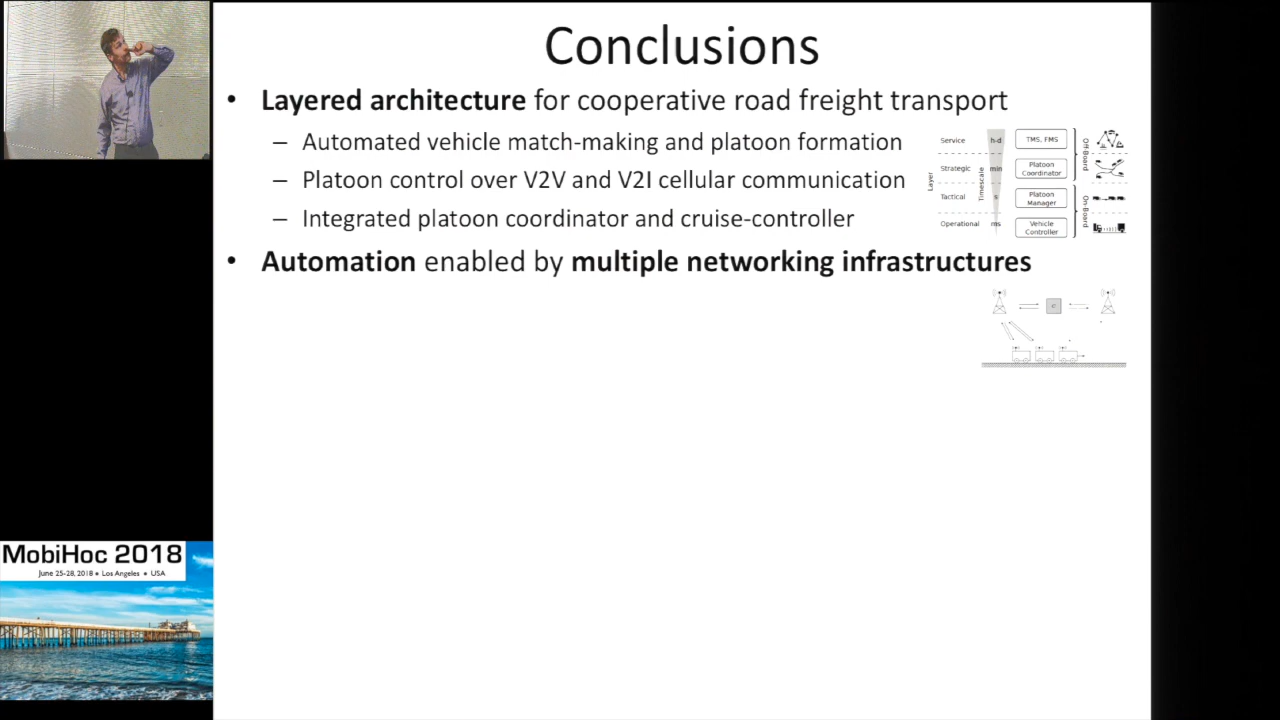 Conclusions
• Layered architecture for cooperative road freight transport
– Automated vehicle match-making and platoon formation
– Platoon control over V2V and V2I cellular communication
– Integrated platoon coordinator and cruise-controller
Layer
Timescale
Service h-d TMS, FMS
Strategic min Platoon
Coordinator
Tactical s Platoon
Manager
Operational ms Vehicle
Controller
Off-Board
On-Board
• Automation enabled by multiple networking infrastructures
MobiHoc 2018
June 25-28, 2018 • Los Angeles • USA